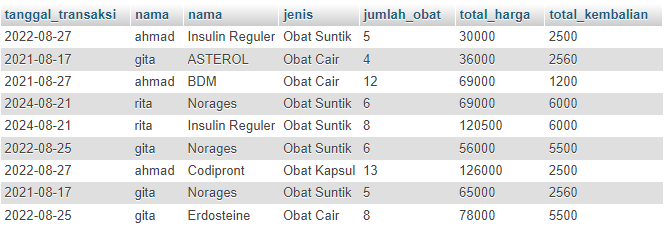 tanggal_transaksi nama nama jenis jumlah_obat total_harga total_kembalian
2022-08-27 ahmad Insulin Reguler Obat Suntik 5 30000 2500
2021-08-17 gita ASTEROL Obat Cair 4 36000 2560
2021-08-27 ahmad BDM Obat Cair 12 69000 1200
2024-08-21 rita Norages Obat Suntik 6 69000 6000
2024-08-21 rita Insulin Reguler Obat Suntik 8 120500 6000
2022-08-25 gita Norages Obat Suntik 6 56000 5500
2022-08-27 ahmad Codipront Obat Kapsul 13 126000 2500
2021-08-17 gita Norages Obat Suntik 5 65000 2560
2022-08-25 gita Erdosteine Obat Cair 8 78000 5500